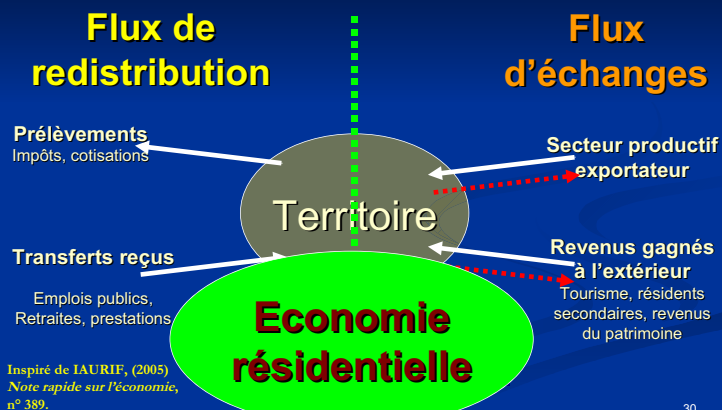 Flux de
redistribution
Flux
d'échanges
Prélèvements
Impôts, cotisations
Secteur productif
exportateur
Territoire
Transferts reçus
Emplois publics,
Retraites, prestations
Revenus gagnés
à l'extérieur
Tourisme, résidents
secondaires, revenus
du patrimoine
Economie
résidentielle
Inspiré de IAURIF, (2005)
Note rapide sur l'économie,
n° 389.
30